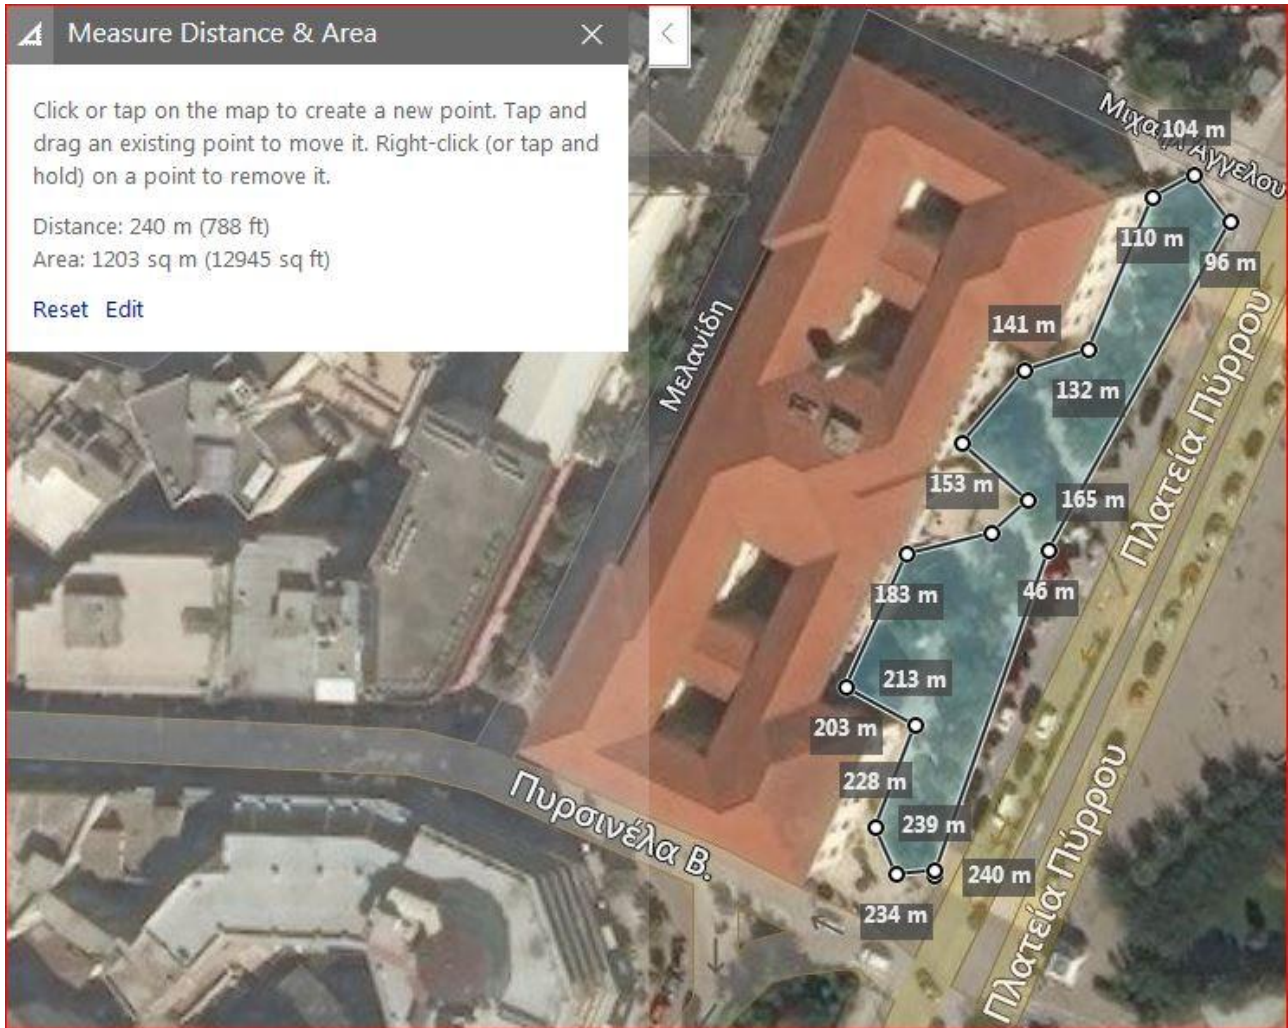 Measure Distance & Area
Click or tap on the map to create a new point. Tap and
drag an existing point to move it. Right-click (or tap and
hold) on a point to remove it.
Distance: 240 m (788 ft)
Area: 1203 sq m (12945 sq ft)
Reset Edit
104 m
Αγγελου
110 m
96 m
141 m
132 m
Μελανίδη
Πλατεία Πύρρου
153 m
165 m
183 m
46 m
213 m
203 m
228 m
239 m
Πυρσινέλα Β.
240 m
234 m
Πλατεία Πύρρου